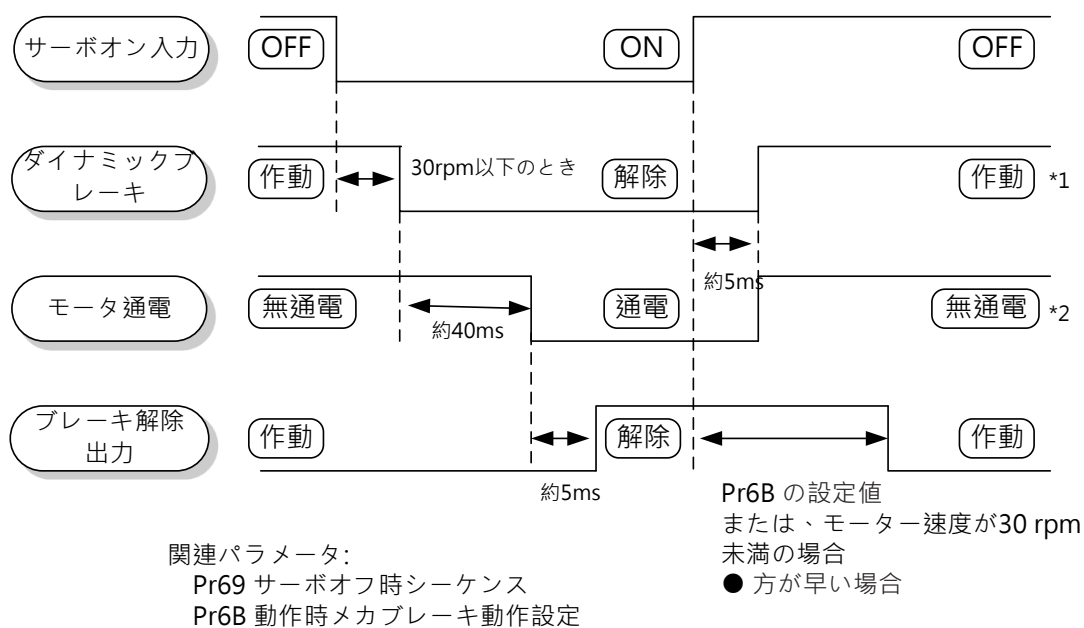 サーボオン入力 OFF ON OFF
ダイナミックブ
レーキ
作動 30rpm以下のとき 解除 作動 *1
約5ms
モータ通電 無通電 通電 無通電 *2
約40ms
ブレーキ解除
出力
作動 解除 作動
約5ms
Pr6B の設定値
または、モーター速度が30 rpm
未満の場合
● 方が早い場合
関連パラメータ:
Pr69 サーボオフ時シーケンス
Pr6B 動作時メカブレーキ動作設定